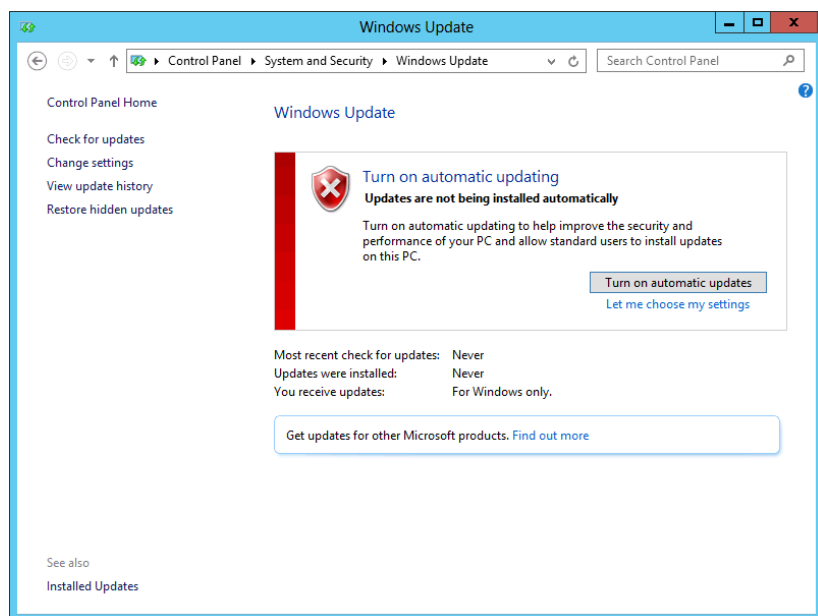 Windows Update
Control Panel System and Security Windows Update
Search Control Panel
Control Panel Home
Check for updates
Change settings
View update history
Restore hidden updates
Windows Update
Turn on automatic updating
Updates are not being installed automatically
Turn on automatic updating to help improve the security and
performance of your PC and allow standard users to install updates
on this PC.
Turn on automatic updates
Let me choose my settings
Most recent check for updates: Never
Updates were installed: Never
You receive updates: For Windows only.
Get updates for other Microsoft products. Find out more
See also
Installed Updates